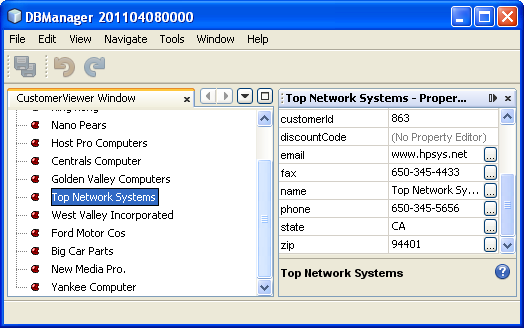 DBManager 201104080000
File Edit View Navigate Tools Window Help
CustomerViewer Window
Nano Pears
Host Pro Computers
Centrals Computer
Golden Valley Computers
Top Network Systems
West Valley Incorporated
Ford Motor Cos
Big Car Parts
New Media Pro.
Yankee Computer
Top Network Systems - Proper...
customerId 863
discountCode (No Property Editor)
email www.hpsys.net ...
fax 650-345-4433 ...
name Top Network Sy... ...
phone 650-345-5656 ...
state CA ...
zip 94401 ...
Top Network Systems